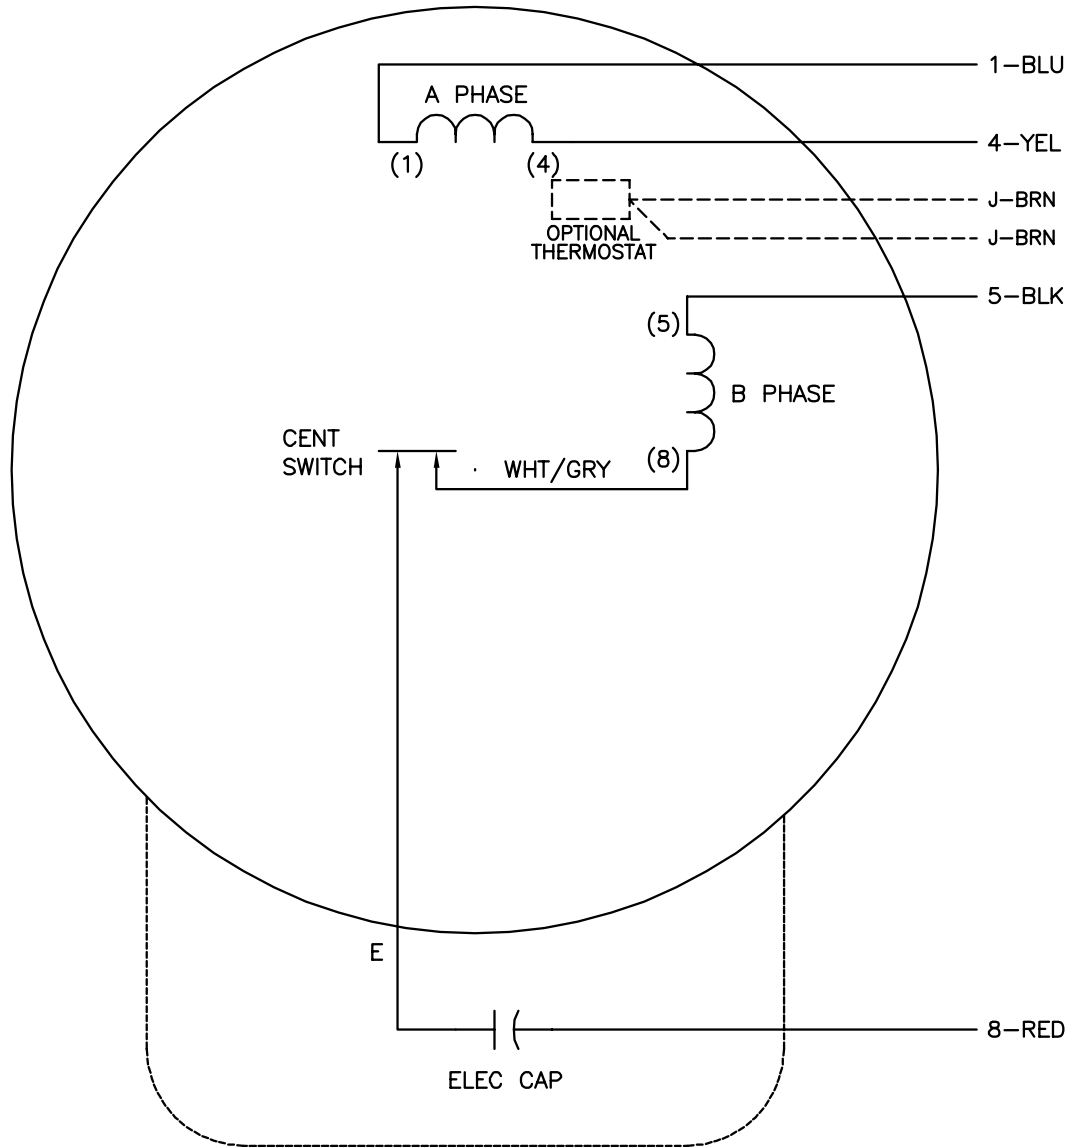 1-BLU
A PHASE
4-YEL
(1)
(4)
J-BRN
OPTIONAL
THERMOSTAT
J-BRN
5-BLK
(5)
B PHASE
CENT
SWITCH
WHT/GRY
(8)
E
8-RED
ELEC CAP